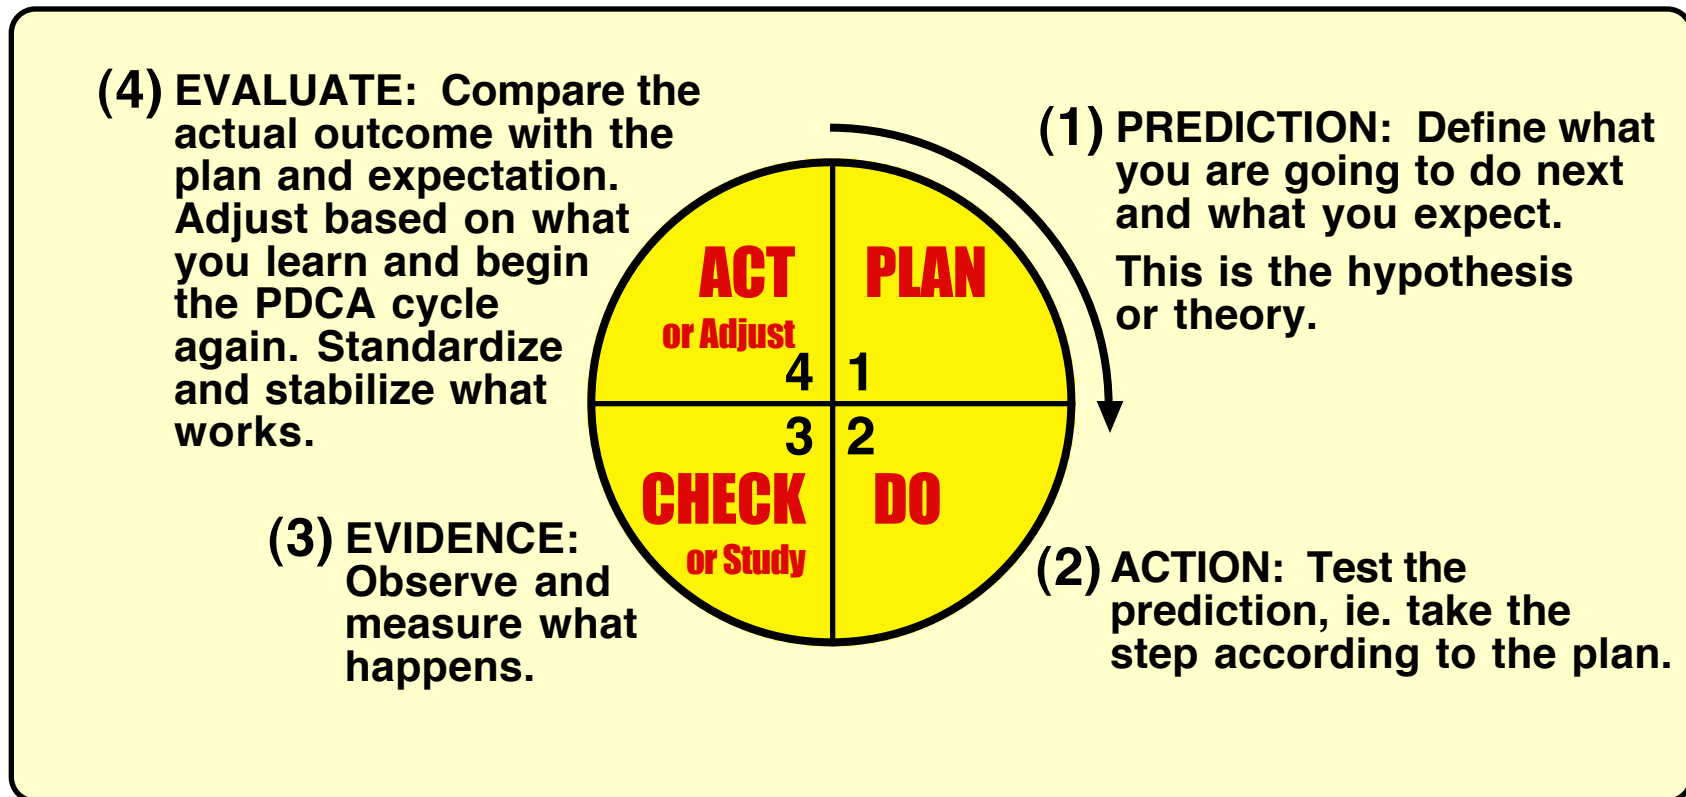 (4) EVALUATE: Compare the
actual outcome with the
plan and expectation.
Adjust based on what
you learn and begin
the PDCA cycle
again. Standardize
and stabilize what
works.
(1) PREDICTION: Define what
you are going to do next
and what you expect.
This is the hypothesis
or theory.
ACT
or Adjust
4
PLAN
1
3
CHECK
or Study
2
DO
(3) EVIDENCE:
Observe and
measure what
happens.
(2) ACTION: Test the
prediction, ie. take the
step according to the plan.